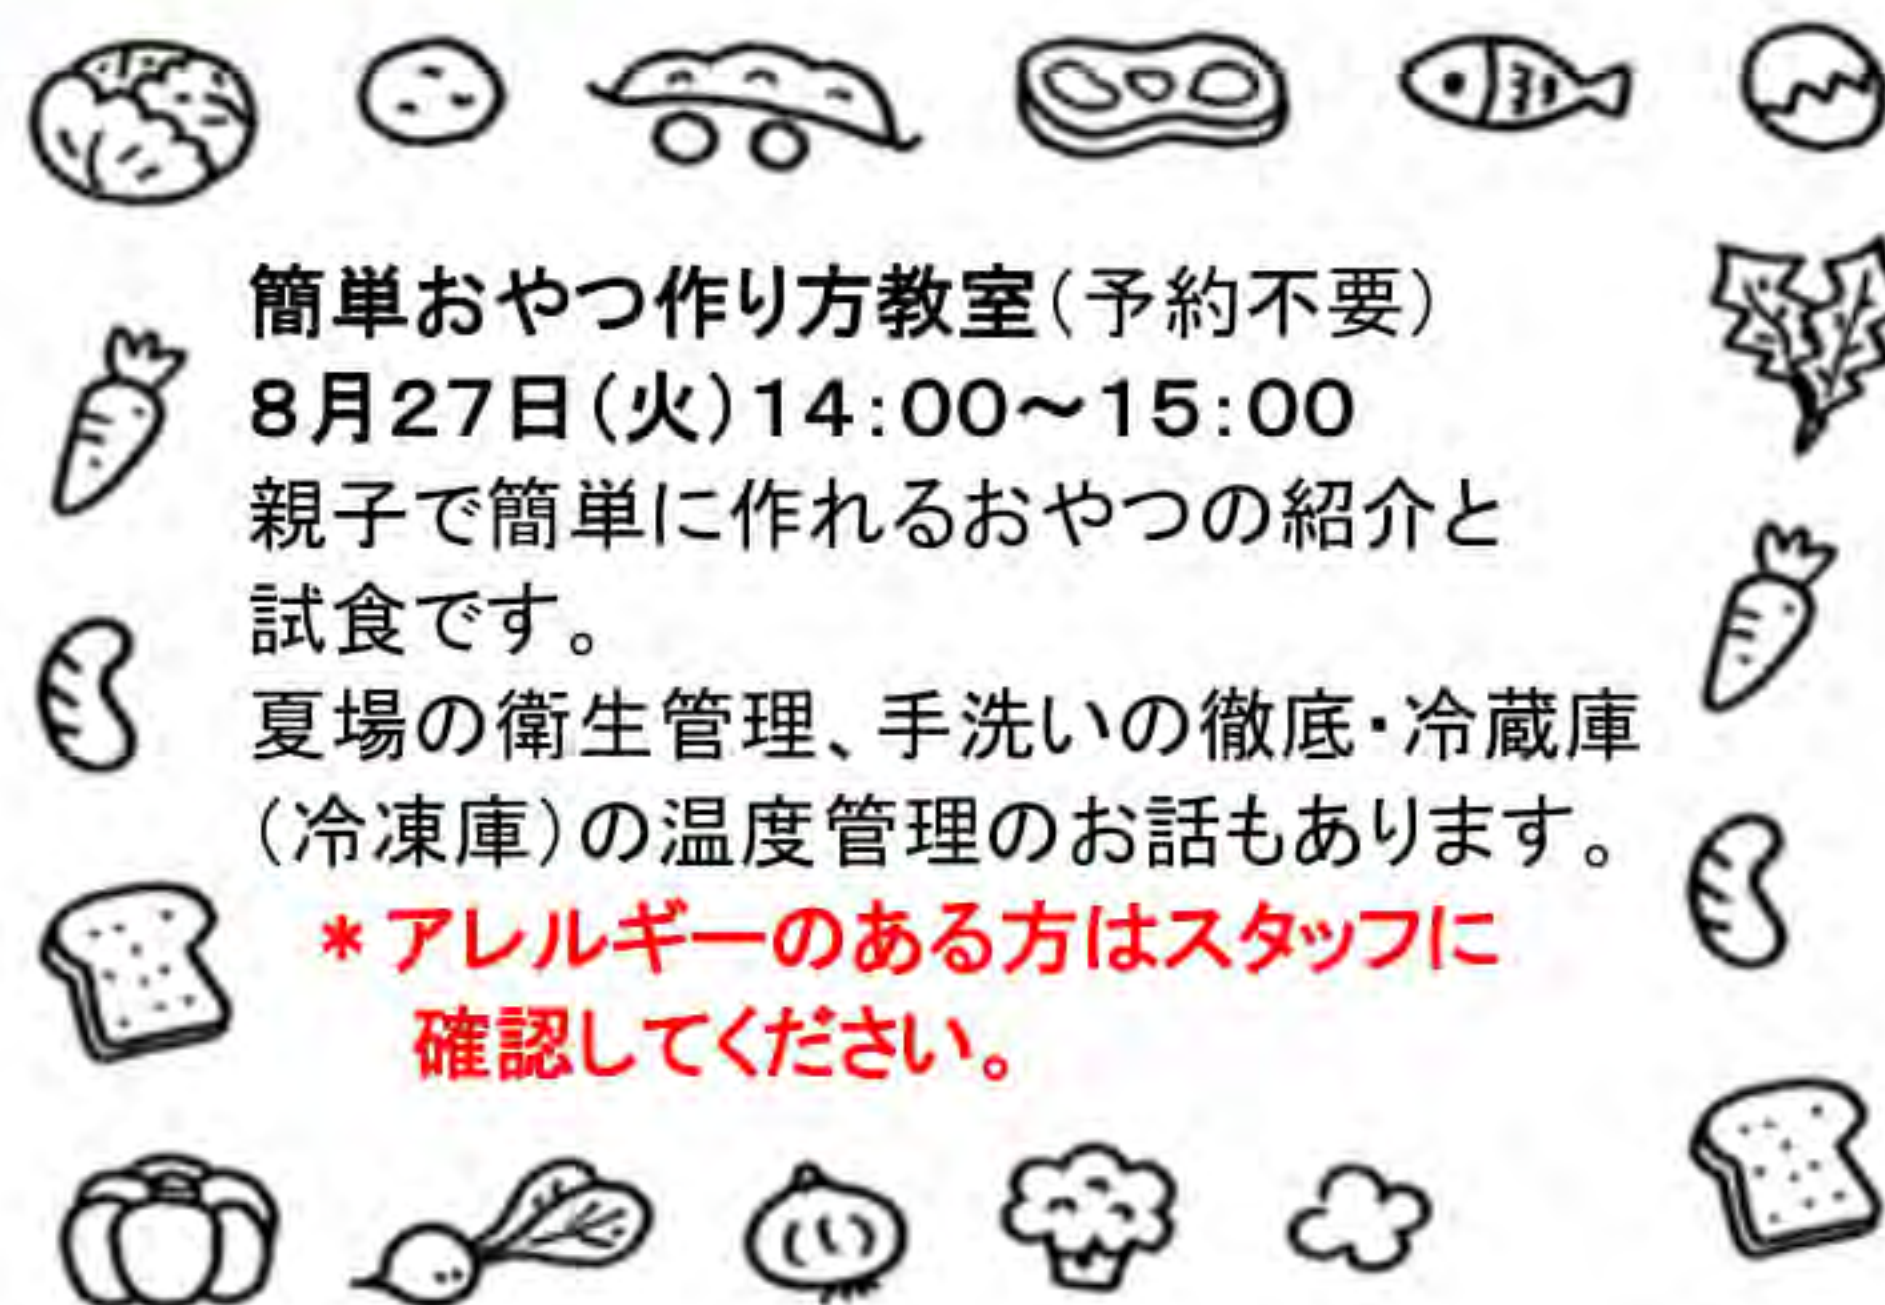 簡単おやつ作り方教室(予約不要)
8月27日(火)14:00〜15:00
親子で簡単に作れるおやつの紹介と
試食です。
夏場の衛生管理、手洗いの徹底・冷蔵庫
(冷凍庫)の温度管理のお話もあります。
*アレルギーのある方はスタッフに
確認してください。